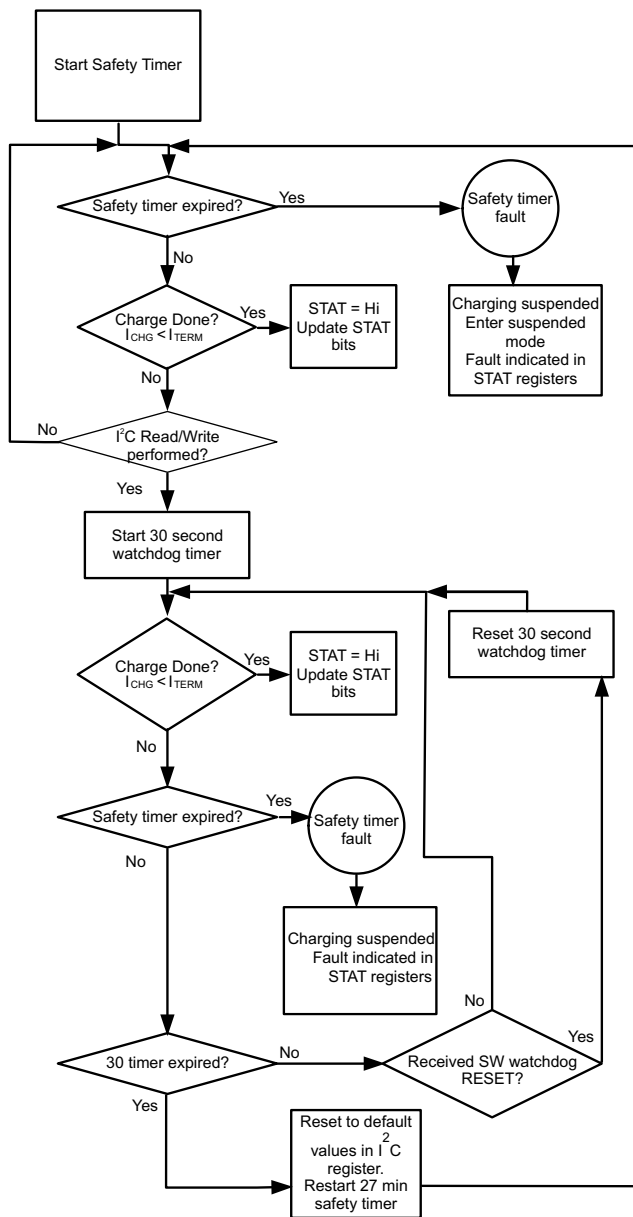 Start Safety Timer
Safety timer expired?
Yes
Safety timer
fault
No
Charge Done?
ICHG < ITERM
Yes
STAT = Hi
Update STAT
bits
Charging suspended
Enter suspended
mode
Fault indicated in
STAT registers
No
I²C Read/Write
performed?
No
Yes
Start 30 second
watchdog timer
Reset 30 second
watchdog timer
Charge Done?
ICHG < ITERM
Yes
STAT = Hi
Update STAT
bits
No
Safety timer expired?
Yes
Safety timer
fault
No
Charging suspended
Fault indicated in
STAT registers
30 timer expired?
No
Received SW watchdog
RESET?
No
Yes
Yes
Reset to default
values in I²C
register.
Restart 27 min
safety timer